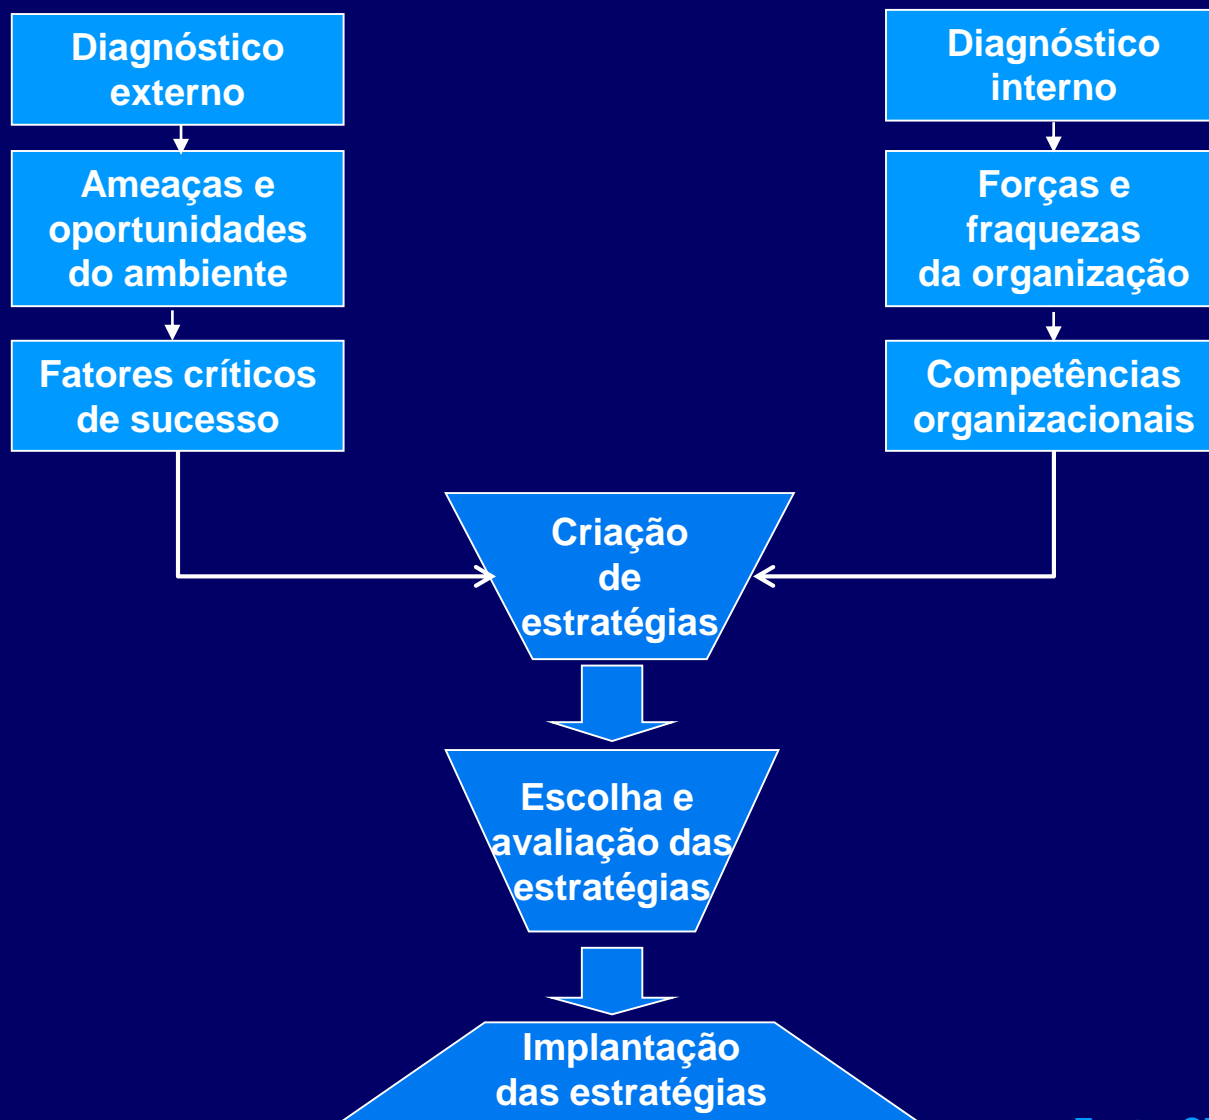 Diagnóstico
externo
Diagnóstico
interno
Ameaças e
oportunidades
do ambiente
Forças e
fraquezas
da organização
Fatores críticos
de sucesso
Competências
organizacionais
Criação
de
estratégias
Escolha e
avaliação das
estratégias
Implantação
das estratégias